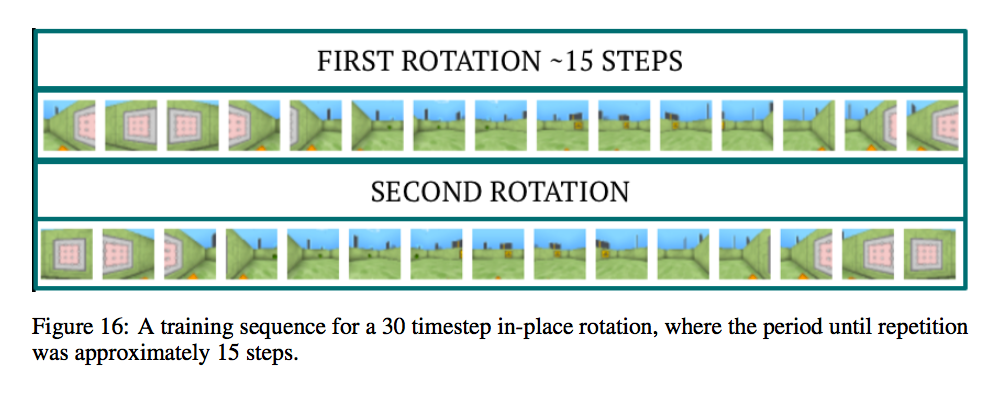 FIRST ROTATION ~15 STEPS
SECOND ROTATION
Figure 16: A training sequence for a 30 timestep in-place rotation, where the period until repetition
was approximately 15 steps.